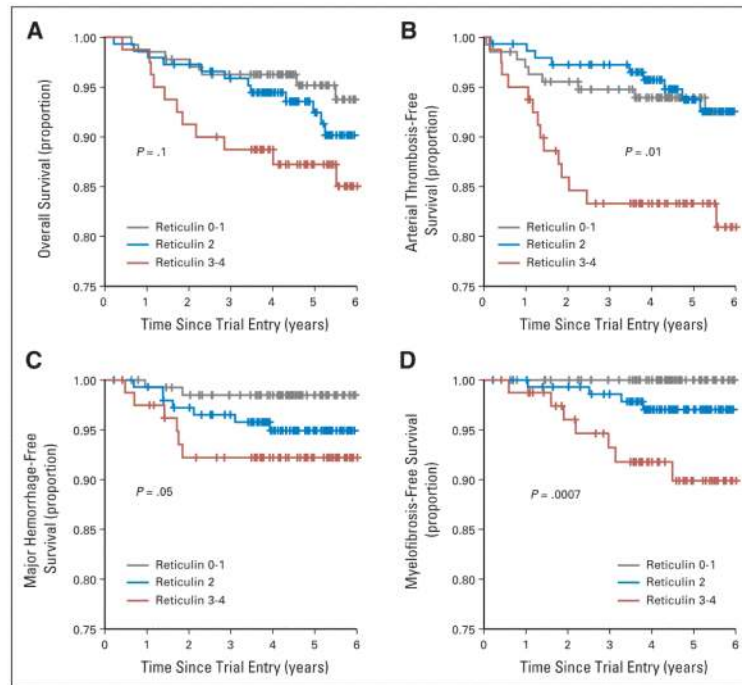 A
Overall Survival (proportion)
1.00
0.95
0.90
0.85
0.80
0.75
P = .1
Reticulin 0-1
Reticulin 2
Reticulin 3-4
0 1 2 3 4 5 6
Time Since Trial Entry (years)
B
Arterial Thrombosis-Free
Survival (proportion)
1.00
0.95
0.90
0.85
0.80
0.75
P = .01
Reticulin 0-1
Reticulin 2
Reticulin 3-4
0 1 2 3 4 5 6
Time Since Trial Entry (years)
C
Major Hemorrhage-Free
Survival (proportion)
1.00
0.95
0.90
0.85
0.80
0.75
P = .05
Reticulin 0-1
Reticulin 2
Reticulin 3-4
0 1 2 3 4 5 6
Time Since Trial Entry (years)
D
Myelofibrosis-Free Survival
(proportion)
1.00
0.95
0.90
0.85
0.80
0.75
P = .0007
Reticulin 0-1
Reticulin 2
Reticulin 3-4
0 1 2 3 4 5 6
Time Since Trial Entry (years)